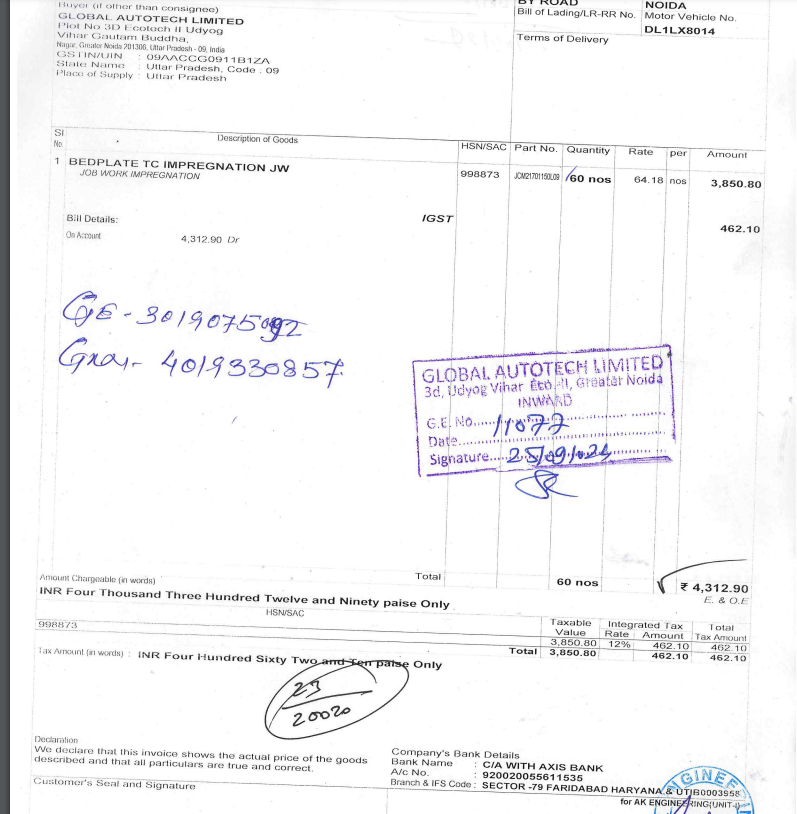 Buyer (if other than consignee)
GLOBAL AUTOTECH LIMITED
Plot No 3D Ecotech II Udyog
Vihar Gautam Buddha,
Nagar, Greater Noida 201306, Uttar Pradesh - 09, India
GSTIN/UIN : 09AACCG0911B1ZA
State Name : Uttar Pradesh, Code : 09
Place of Supply : Uttar Pradesh
BY ROAD NOIDA
Bill of Lading/LR-RR No. Motor Vehicle No.
DL1LX8014
Terms of Delivery
Sl No. Description of Goods HSN/SAC Part No. Quantity Rate per Amount
1 BEDPLATE TC IMPREGNATION JW 998873 JCM21701150L09 60 nos 64.18 nos 3,850.80
JOB WORK IMPREGNATION
IGST 462.10
Bill Details:
On Account 4,312.90 Dr
4019330857
GLOBAL AUTOTECH LIMITED
3d, Udyog Vihar Eco.-II, Greater Noida
INWARD
G.E. No. 11077
Date
Signature 25/09/024
Total 60 nos ₹ 4,312.90
Amount Chargeable (in words) E. & O.E
INR Four Thousand Three Hundred Twelve and Ninety paise Only
HSN/SAC Taxable Value Integrated Tax Rate Amount Total Tax Amount
998873 3,850.80 12% 462.10 462.10
Total 3,850.80 462.10 462.10
Tax Amount (in words) : INR Four Hundred Sixty Two and Ten paise Only
23
20020
Declaration
We declare that this invoice shows the actual price of the goods
described and that all particulars are true and correct.
Company's Bank Details
Bank Name : C/A WITH AXIS BANK
A/c No. : 920020055611535
Branch & IFS Code : SECTOR -79 FARIDABAD HARYANA & UTIB0003958
Customer's Seal and Signature
for AK ENGINEERING(UNIT-I)
ENGINEE